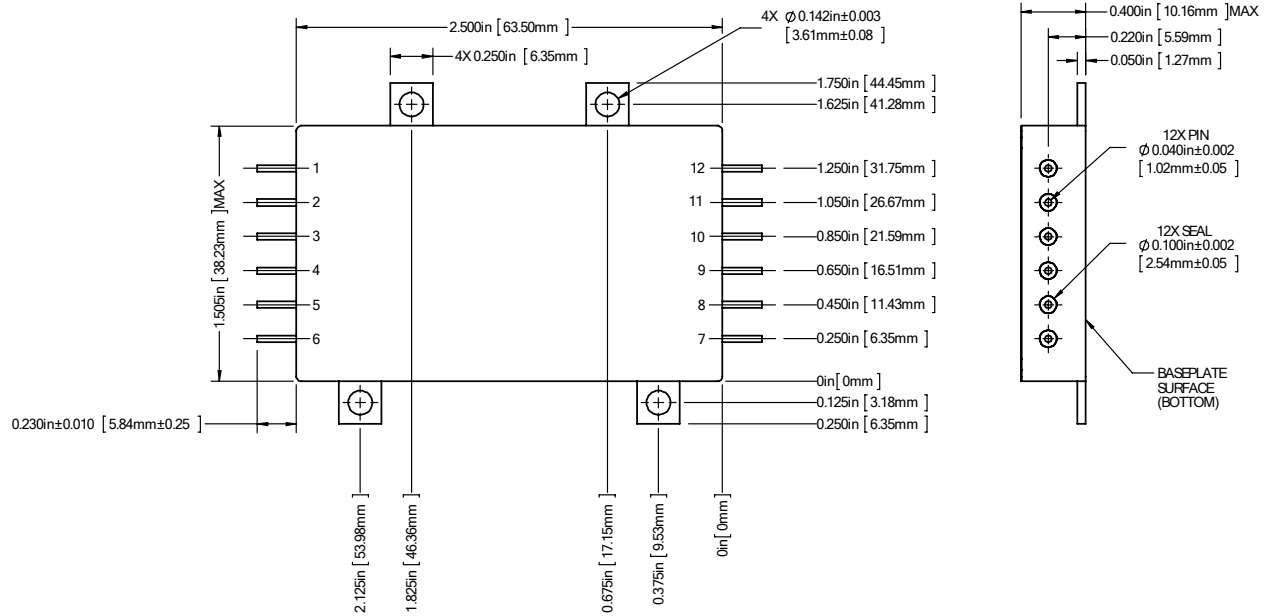 2.500in [ 63.50mm ]
4X 0.250in [ 6.35mm ]
4X Ø 0.142in±0.003
[ 3.61mm±0.08 ]
1.750in [ 44.45mm ]
1.625in [ 41.28mm ]
1.505in [ 38.23mm ] MAX
1
2
3
4
5
6
12
11
10
9
8
7
1.250in [ 31.75mm ]
1.050in [ 26.67mm ]
0.850in [ 21.59mm ]
0.650in [ 16.51mm ]
0.450in [ 11.43mm ]
0.250in [ 6.35mm ]
0in [ 0mm ]
0.125in [ 3.18mm ]
0.250in [ 6.35mm ]
0.230in±0.010 [ 5.84mm±0.25 ]
2.125in [ 53.98mm ]
1.825in [ 46.36mm ]
0.675in [ 17.15mm ]
0.375in [ 9.53mm ]
0in [ 0mm ]
0.400in [ 10.16mm ] MAX
0.220in [ 5.59mm ]
0.050in [ 1.27mm ]
12X PIN
Ø 0.040in±0.002
[ 1.02mm±0.05 ]
12X SEAL
Ø 0.100in±0.002
[ 2.54mm±0.05 ]
BASEPLATE
SURFACE
(BOTTOM)